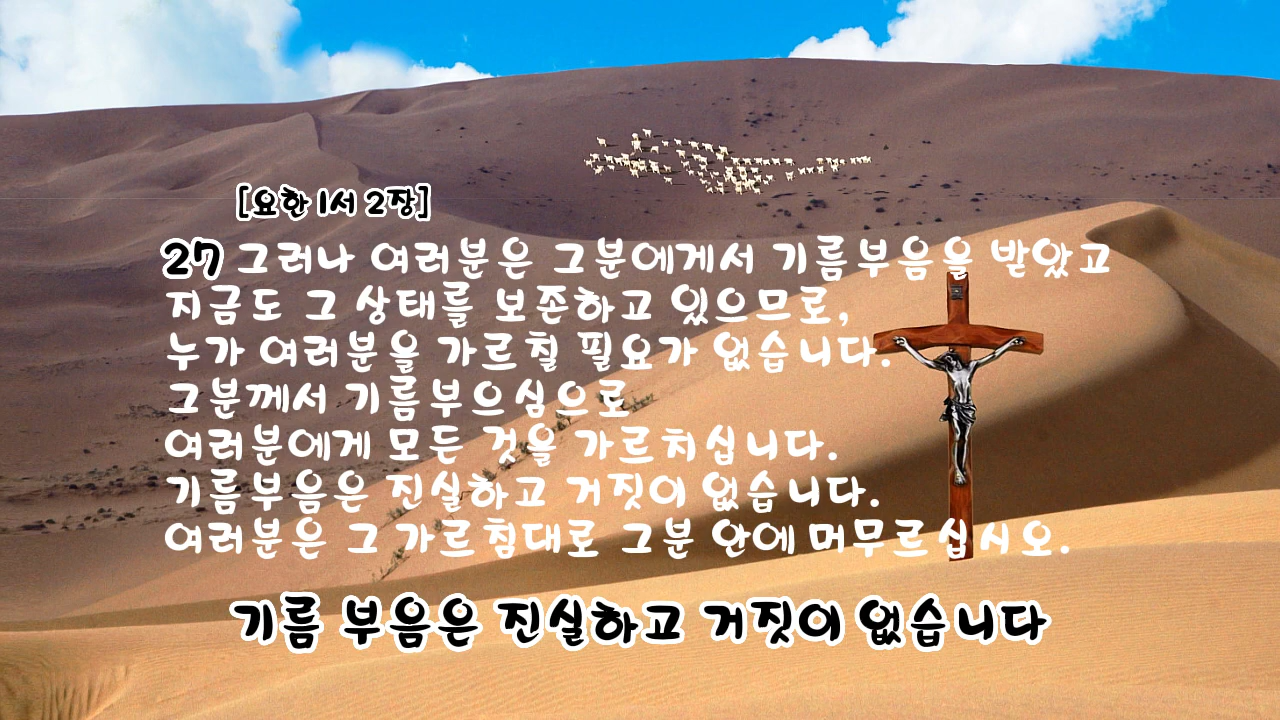 [요한 1서 2장]
27 그러나 여러분은 그분에게서 기름부음을 받았고
지금도 그 상태를 보존하고 있으므로,
누가 여러분을 가르칠 필요가 없습니다.
그분께서 기름부으심으로
여러분에게 모든 것을 가르치십니다.
기름부음은 진실하고 거짓이 없습니다.
여러분은 그 가르침대로 그분 안에 머무르십시오.
기름 부음은 진실하고 거짓이 없습니다